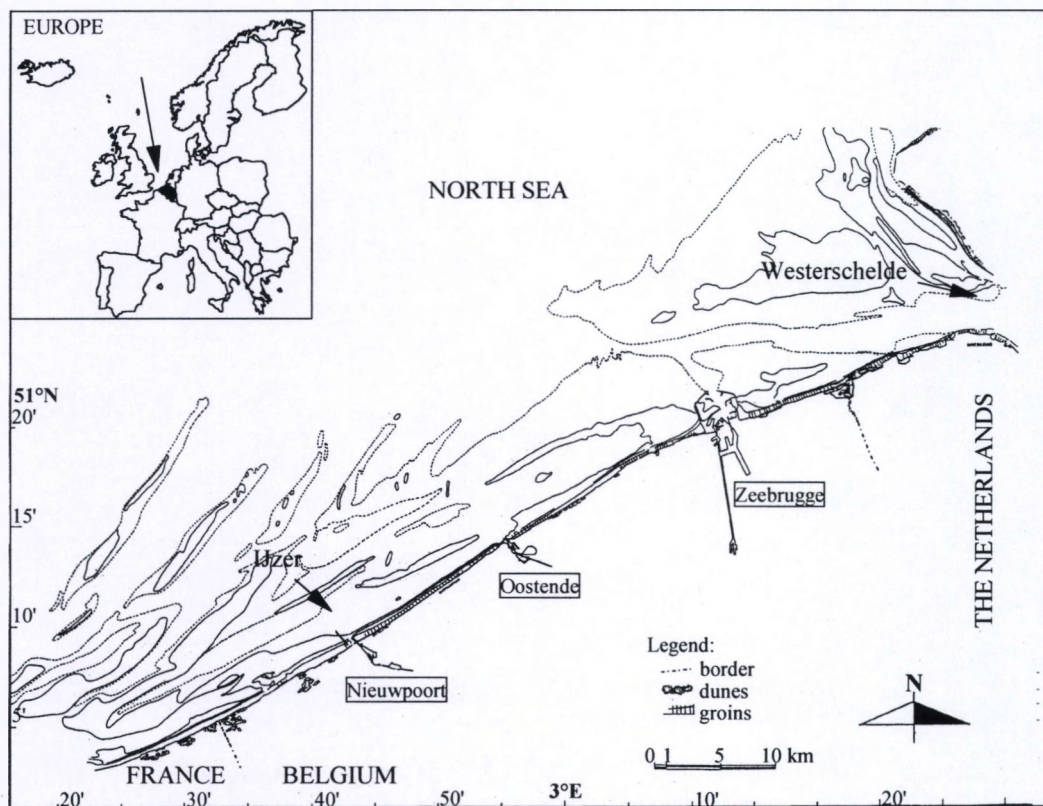 EUROPE
NORTH SEA
Westerschelde
51°N
20'
15'
10'
5'
IJzer
Zeebrugge
Oostende
Nieuwpoort
THE NETHERLANDS
Legend:
border
dunes
groins
N
0 1 5 10 km
FRANCE BELGIUM
20' 30' 40' 50' 3°E 10' 20'